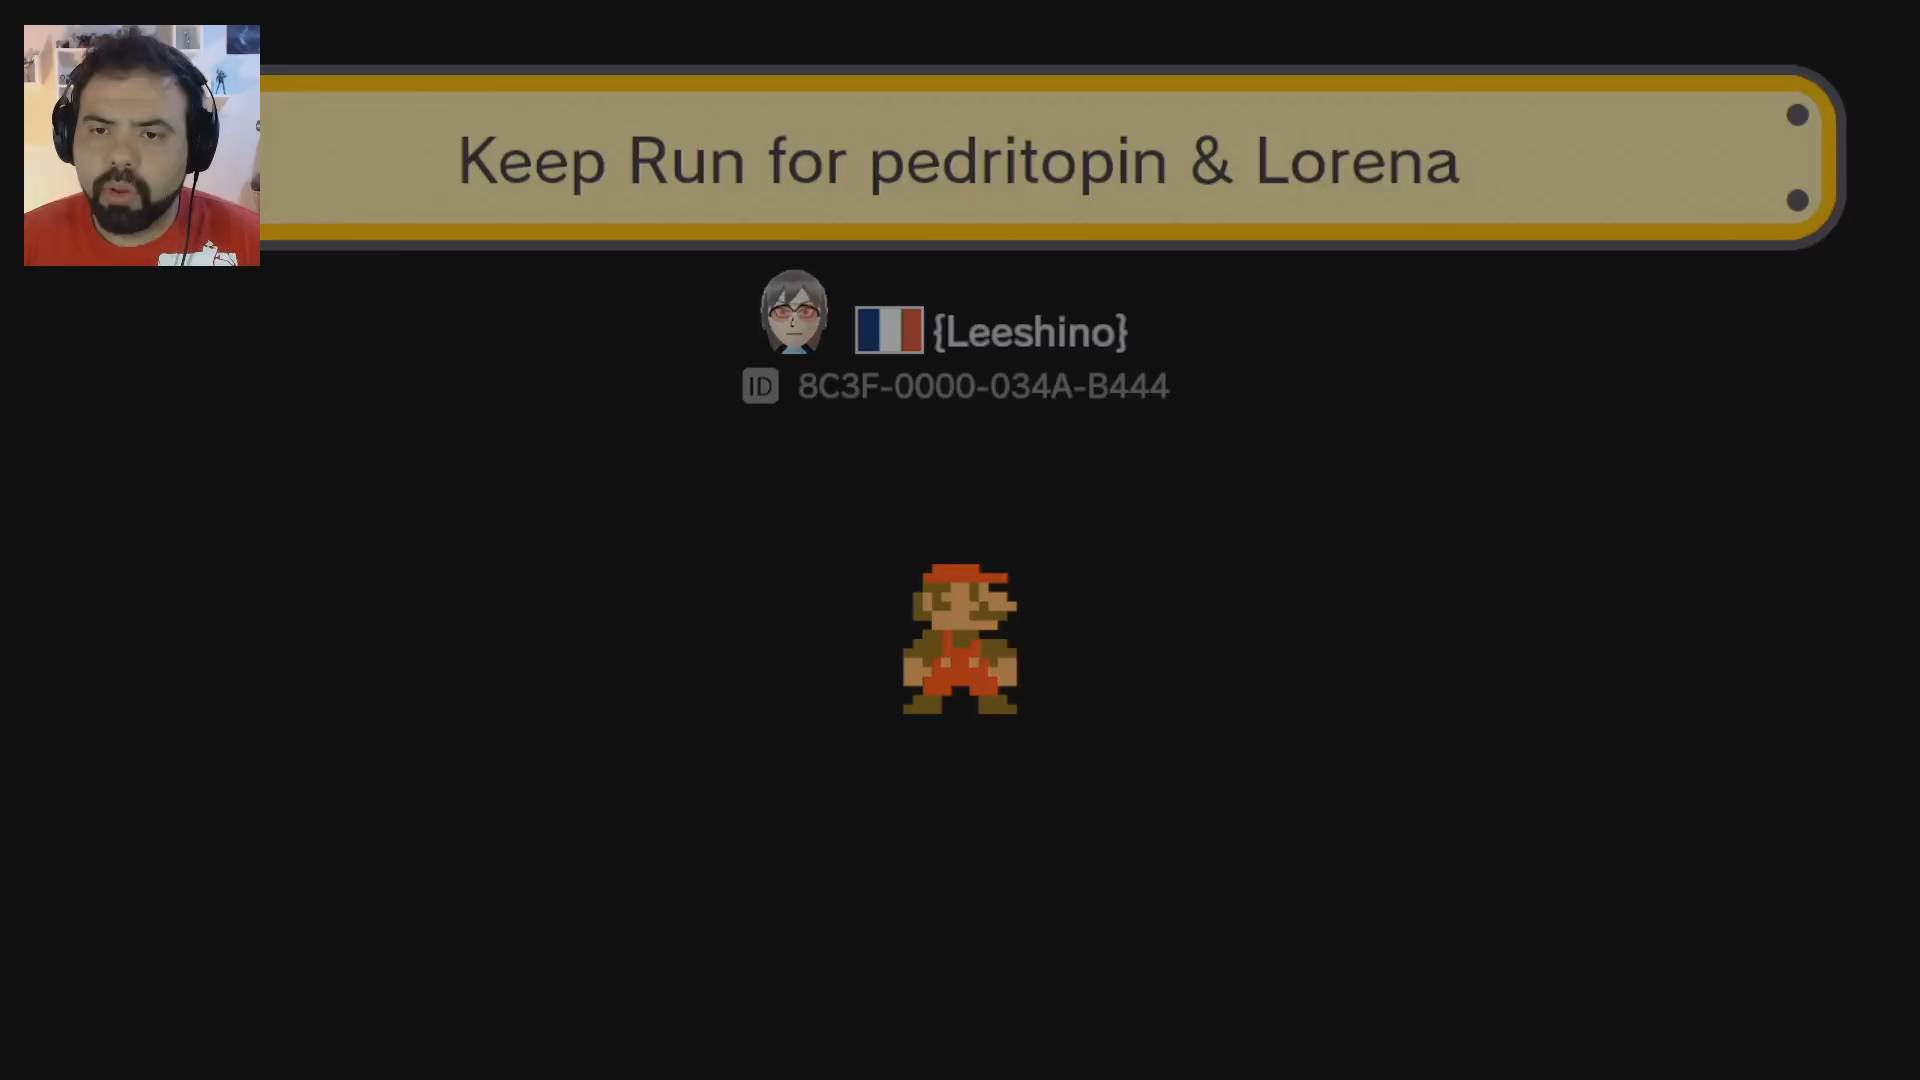 Keep Run for pedritopin & Lorena
{Leeshino}
ID 8C3F-0000-034A-B444